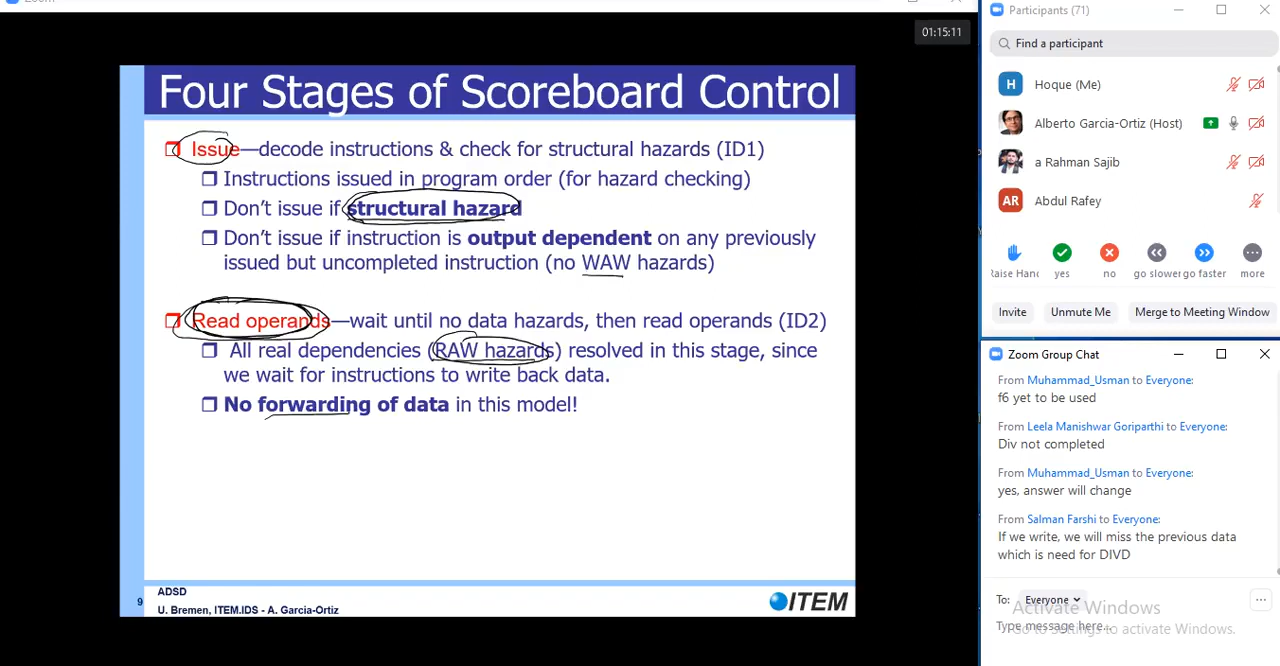 Zoom
01:15:11
Four Stages of Scoreboard Control
Issue—decode instructions & check for structural hazards (ID1)
Instructions issued in program order (for hazard checking)
Don't issue if structural hazard
Don't issue if instruction is output dependent on any previously
issued but uncompleted instruction (no WAW hazards)
Read operands—wait until no data hazards, then read operands (ID2)
All real dependencies (RAW hazards) resolved in this stage, since
we wait for instructions to write back data.
No forwarding of data in this model!
9
ADSD
U. Bremen, ITEM.IDS - A. Garcia-Ortiz
ITEM
Participants (71)
Find a participant
H Hoque (Me)
Alberto Garcia-Ortiz (Host)
a Rahman Sajib
AR Abdul Rafey
Raise Hand yes no go slower go faster more
Invite Unmute Me Merge to Meeting Window
Zoom Group Chat
From Muhammad_Usman to Everyone:
f6 yet to be used
From Leela Manishwar Goriparthi to Everyone:
Div not completed
From Muhammad_Usman to Everyone:
yes, answer will change
From Salman Farshi to Everyone:
If we write, we will miss the previous data
which is need for DIVD
To: Everyone
Type message here...
Activate Windows
Go to Settings to activate Windows.